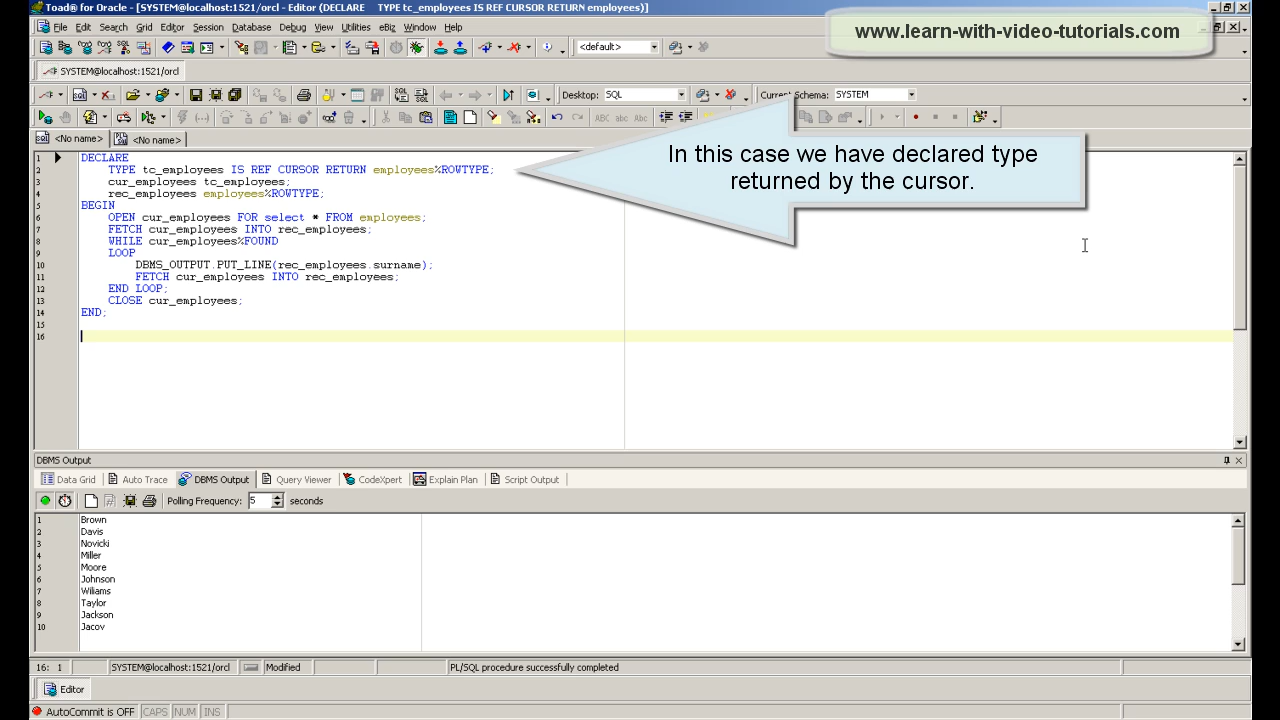 Toad® for Oracle - [SYSTEM@localhost:1521/orcl - Editor (DECLARE TYPE tc_employees IS REF CURSOR RETURN employees)]
File Edit Search Grid Editor Session Database Debug View Utilities eBiz Window Help
www.learn-with-video-tutorials.com
<default>
SYSTEM@localhost:1521/orcl
SQL
Desktop: SQL
Current Schema: SYSTEM
ABC abc Abc
<No name> <No name>
In this case we have declared type
returned by the cursor.
1 DECLARE
2 TYPE tc_employees IS REF CURSOR RETURN employees%ROWTYPE;
3 cur_employees tc_employees;
4 rec_employees employees%ROWTYPE;
5 BEGIN
6 OPEN cur_employees FOR select * FROM employees;
7 FETCH cur_employees INTO rec_employees;
8 WHILE cur_employees%FOUND
9 LOOP
10 DBMS_OUTPUT.PUT_LINE(rec_employees.surname);
11 FETCH cur_employees INTO rec_employees;
12 END LOOP;
13 CLOSE cur_employees;
14 END;
15
16
DBMS Output
Data Grid Auto Trace DBMS Output Query Viewer CodeXpert Explain Plan Script Output
Polling Frequency: 5 seconds
1 Brown
2 Davis
3 Novicki
4 Miller
5 Moore
6 Johnson
7 Wiliams
8 Taylor
9 Jackson
10 Jacov
16: 1 SYSTEM@localhost:1521/orcl Modified PL/SQL procedure successfully completed
Editor
AutoCommit is OFF CAPS NUM INS